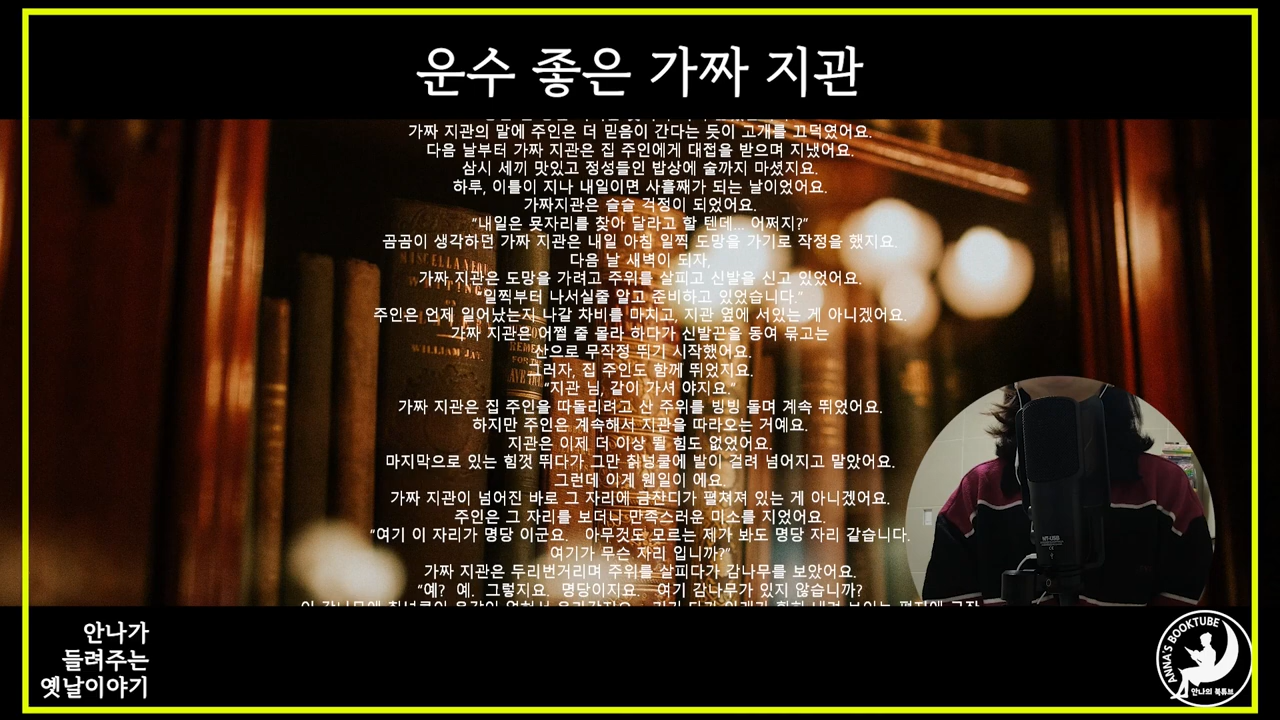 운수 좋은 가짜 지관
가짜 지관의 말에 주인은 더 믿음이 간다는 듯이 고개를 끄덕였어요.
다음 날부터 가짜 지관은 집 주인에게 대접을 받으며 지냈어요.
삼시 세끼 맛있고 정성들인 밥상에 술까지 마셨지요.
하루, 이틀이 지나 내일이면 사흘째가 되는 날이었어요.
가짜지관은 슬슬 걱정이 되었어요.
“내일은 묫자리를 찾아 달라고 할 텐데... 어쩌지?”
곰곰이 생각하던 가짜 지관은 내일 아침 일찍 도망을 가기로 작정을 했지요.
다음 날 새벽이 되자,
가짜 지관은 도망을 가려고 주위를 살피고 신발을 신고 있었어요.
“일찍부터 나서실줄 알고 준비하고 있었습니다.”
주인은 언제 일어났는지 나갈 차비를 마치고, 지관 옆에 서있는 게 아니겠어요.
가짜 지관은 어쩔 줄 몰라 하다가 신발끈을 동여 묶고는
산으로 무작정 뛰기 시작했어요.
그러자, 집 주인도 함께 뛰었지요.
“지관 님, 같이 가셔 야지요.”
가짜 지관은 집 주인을 따돌리려고 산 주위를 빙빙 돌며 계속 뛰었어요.
하지만 주인은 계속해서 지관을 따라오는 거예요.
지관은 이제 더 이상 뛸 힘도 없었어요.
마지막으로 있는 힘껏 뛰다가 그만 칡넝쿨에 발이 걸려 넘어지고 말았어요.
그런데 이게 웬일이 에요.
가짜 지관이 넘어진 바로 그 자리에 금잔디가 펼쳐져 있는 게 아니겠어요.
주인은 그 자리를 보더니 만족스러운 미소를 지었어요.
“여기 이 자리가 명당 이군요. 아무것도 모르는 제가 봐도 명당 자리 같습니다.
여기가 무슨 자리 입니까?”
가짜 지관은 두리번거리며 주위를 살피다가 감나무를 보았어요.
“예? 예. 그렇지요. 명당이지요. 여기 감나무가 있지 않습니까?
MISCELLANEOUS
WRITINGS
WILLIAM JAY.
안나가
들려주는
옛날이야기
ANNA'S BOOKTUBE
안나의 북튜브